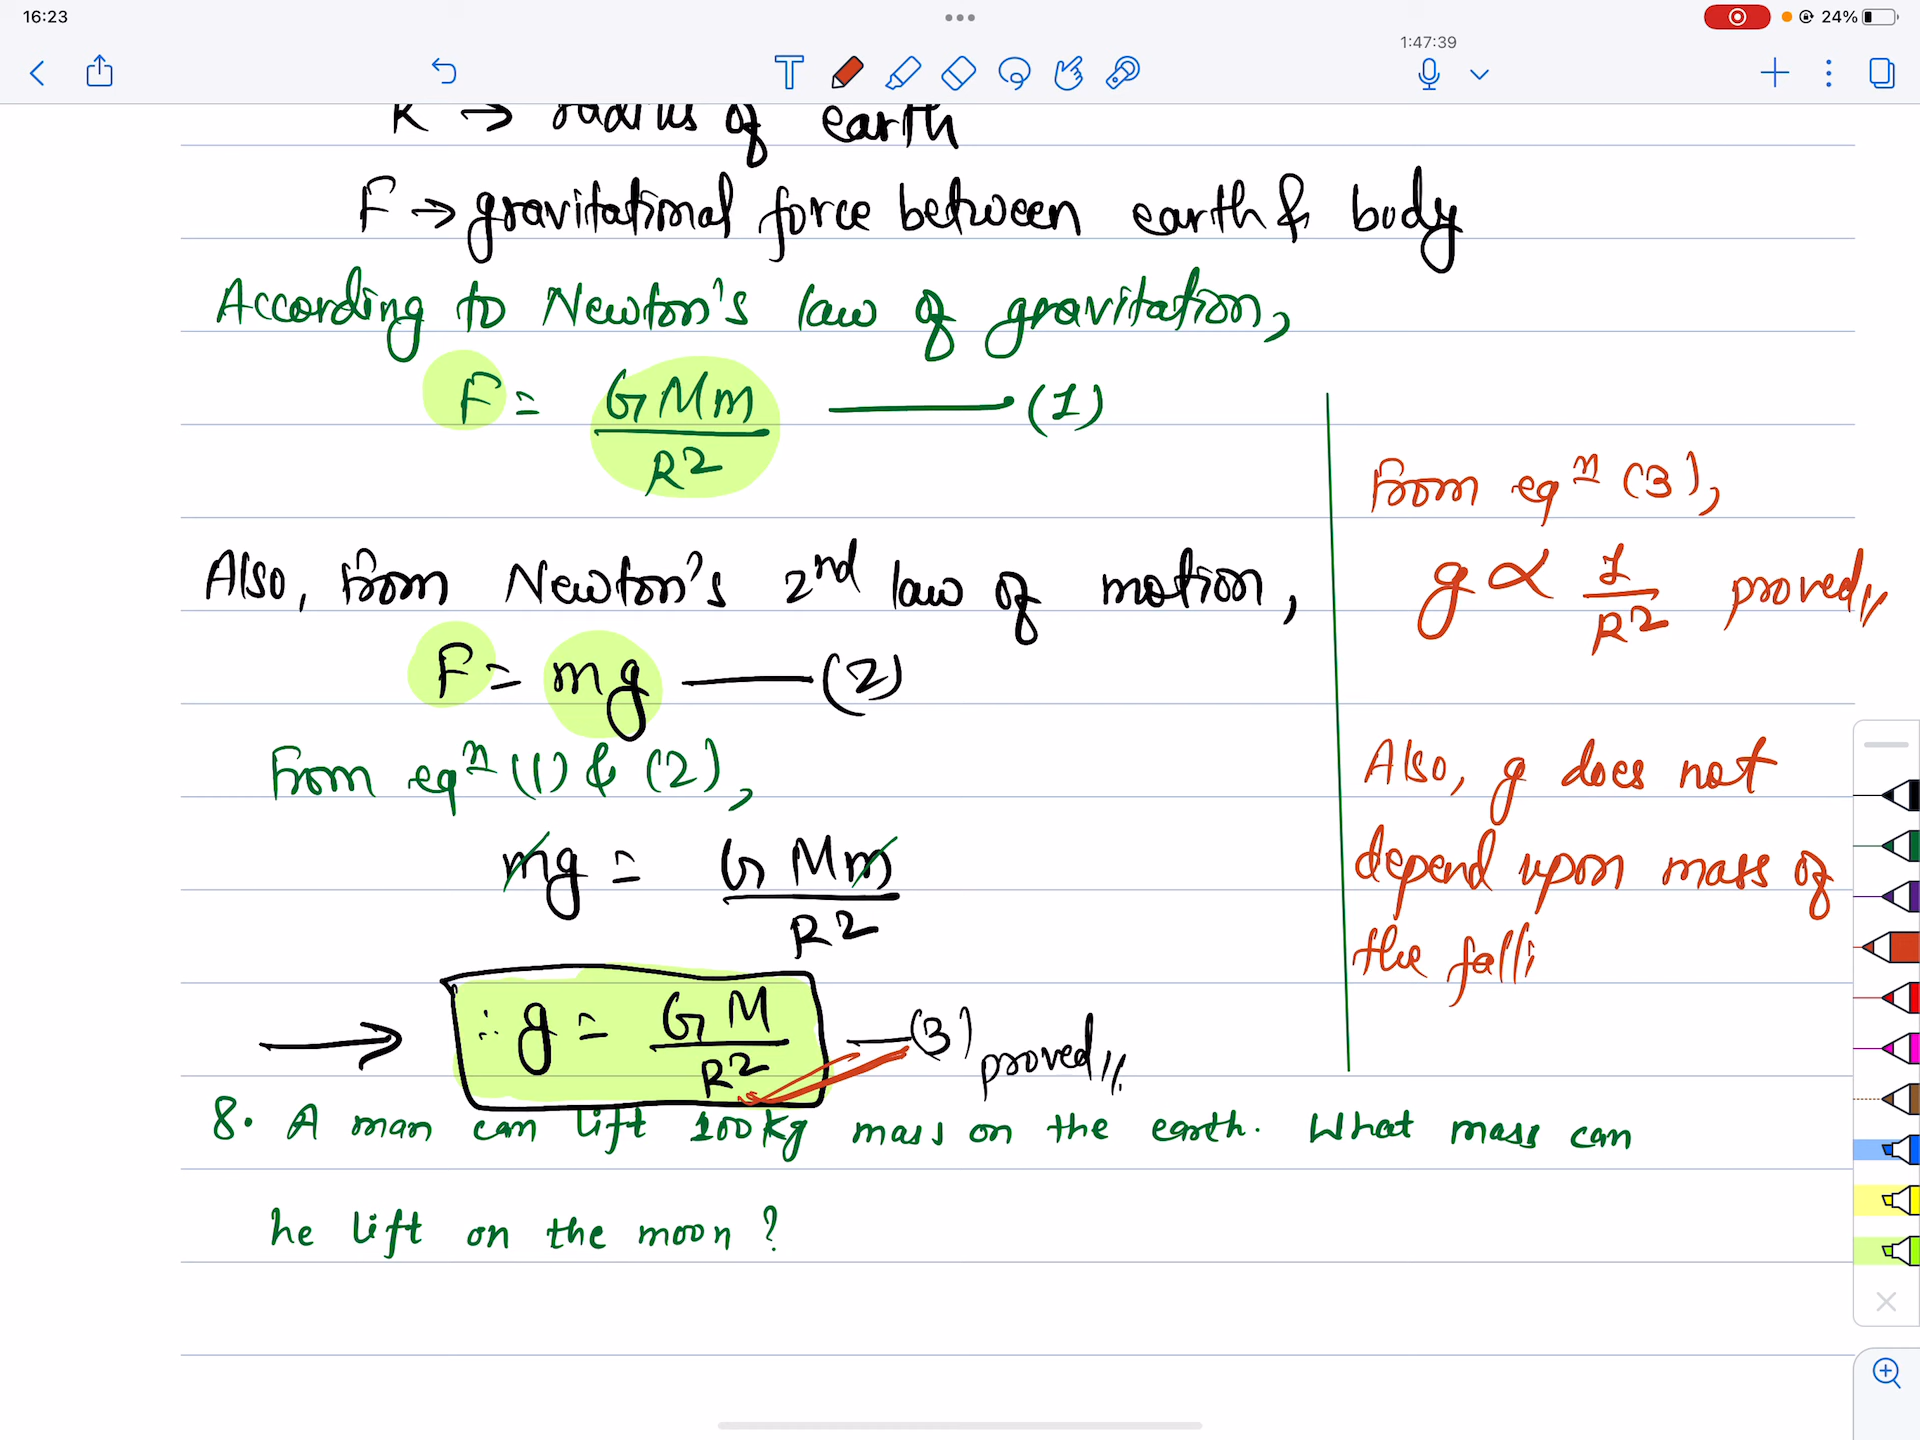 16:23
24%
1:47:39
R → radius of earth
F → gravitational force between earth & body
According to Newton's law of gravitation,
F = GMm/R² —— (1)
Also, from Newton's 2nd law of motion,
F = mg —— (2)
From eqⁿ (1) & (2),
mg = GMm/R²
→ ∴ g = GM/R² —(3) proved//.
From eqⁿ (3),
g ∝ 1/R² proved//
Also, g does not
depend upon mass of
the falli
8. A man can lift 100kg mass on the earth. What mass can
he lift on the moon?